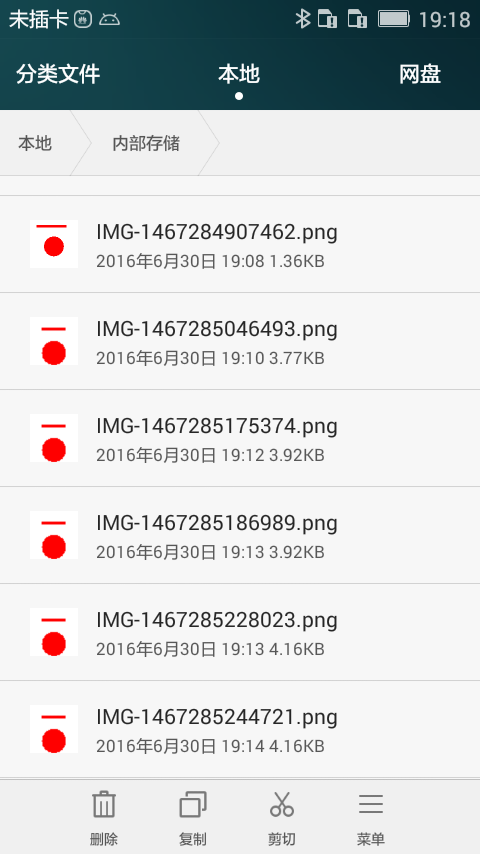 未插卡 19:18
分类文件 本地 网盘
本地 内部存储
IMG-1467284907462.png
2016年6月30日 19:08 1.36KB
IMG-1467285046493.png
2016年6月30日 19:10 3.77KB
IMG-1467285175374.png
2016年6月30日 19:12 3.92KB
IMG-1467285186989.png
2016年6月30日 19:13 3.92KB
IMG-1467285228023.png
2016年6月30日 19:13 4.16KB
IMG-1467285244721.png
2016年6月30日 19:14 4.16KB
删除 复制 剪切 菜单